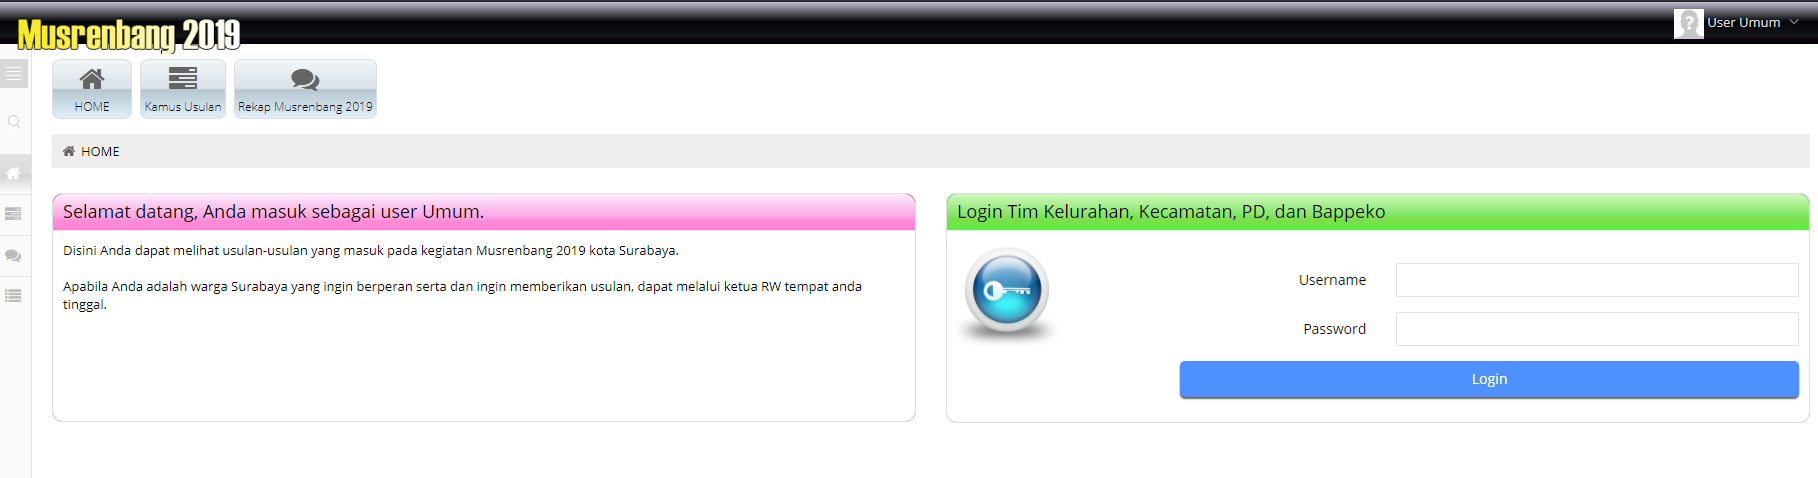 Musrenbang 2019
User Umum
HOME
Kamus Usulan
Rekap Musrenbang 2019
HOME
Selamat datang, Anda masuk sebagai user Umum.
Disini Anda dapat melihat usulan-usulan yang masuk pada kegiatan Musrenbang 2019 kota Surabaya.
Apabila Anda adalah warga Surabaya yang ingin berperan serta dan ingin memberikan usulan, dapat melalui ketua RW tempat anda
tinggal.
Login Tim Kelurahan, Kecamatan, PD, dan Bappeko
Username
Password
Login